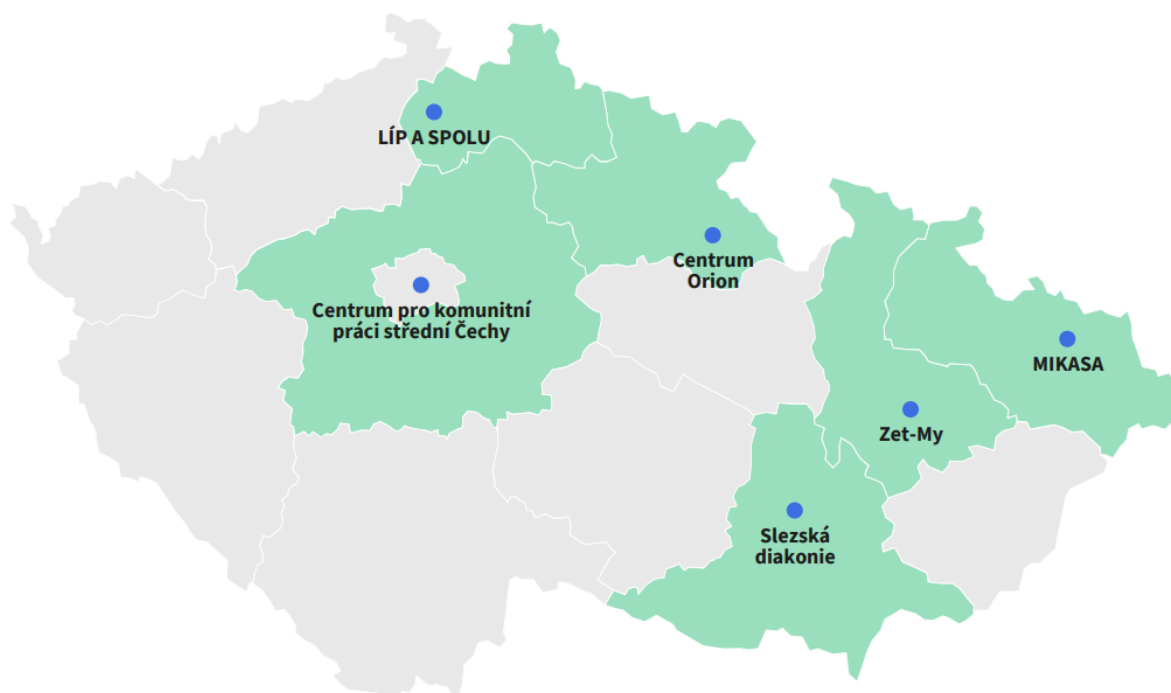 LÍP A SPOLU
Centrum
Orion
Centrum pro komunitní
práci střední Čechy
MIKASA
Zet-My
Slezská
diakonie